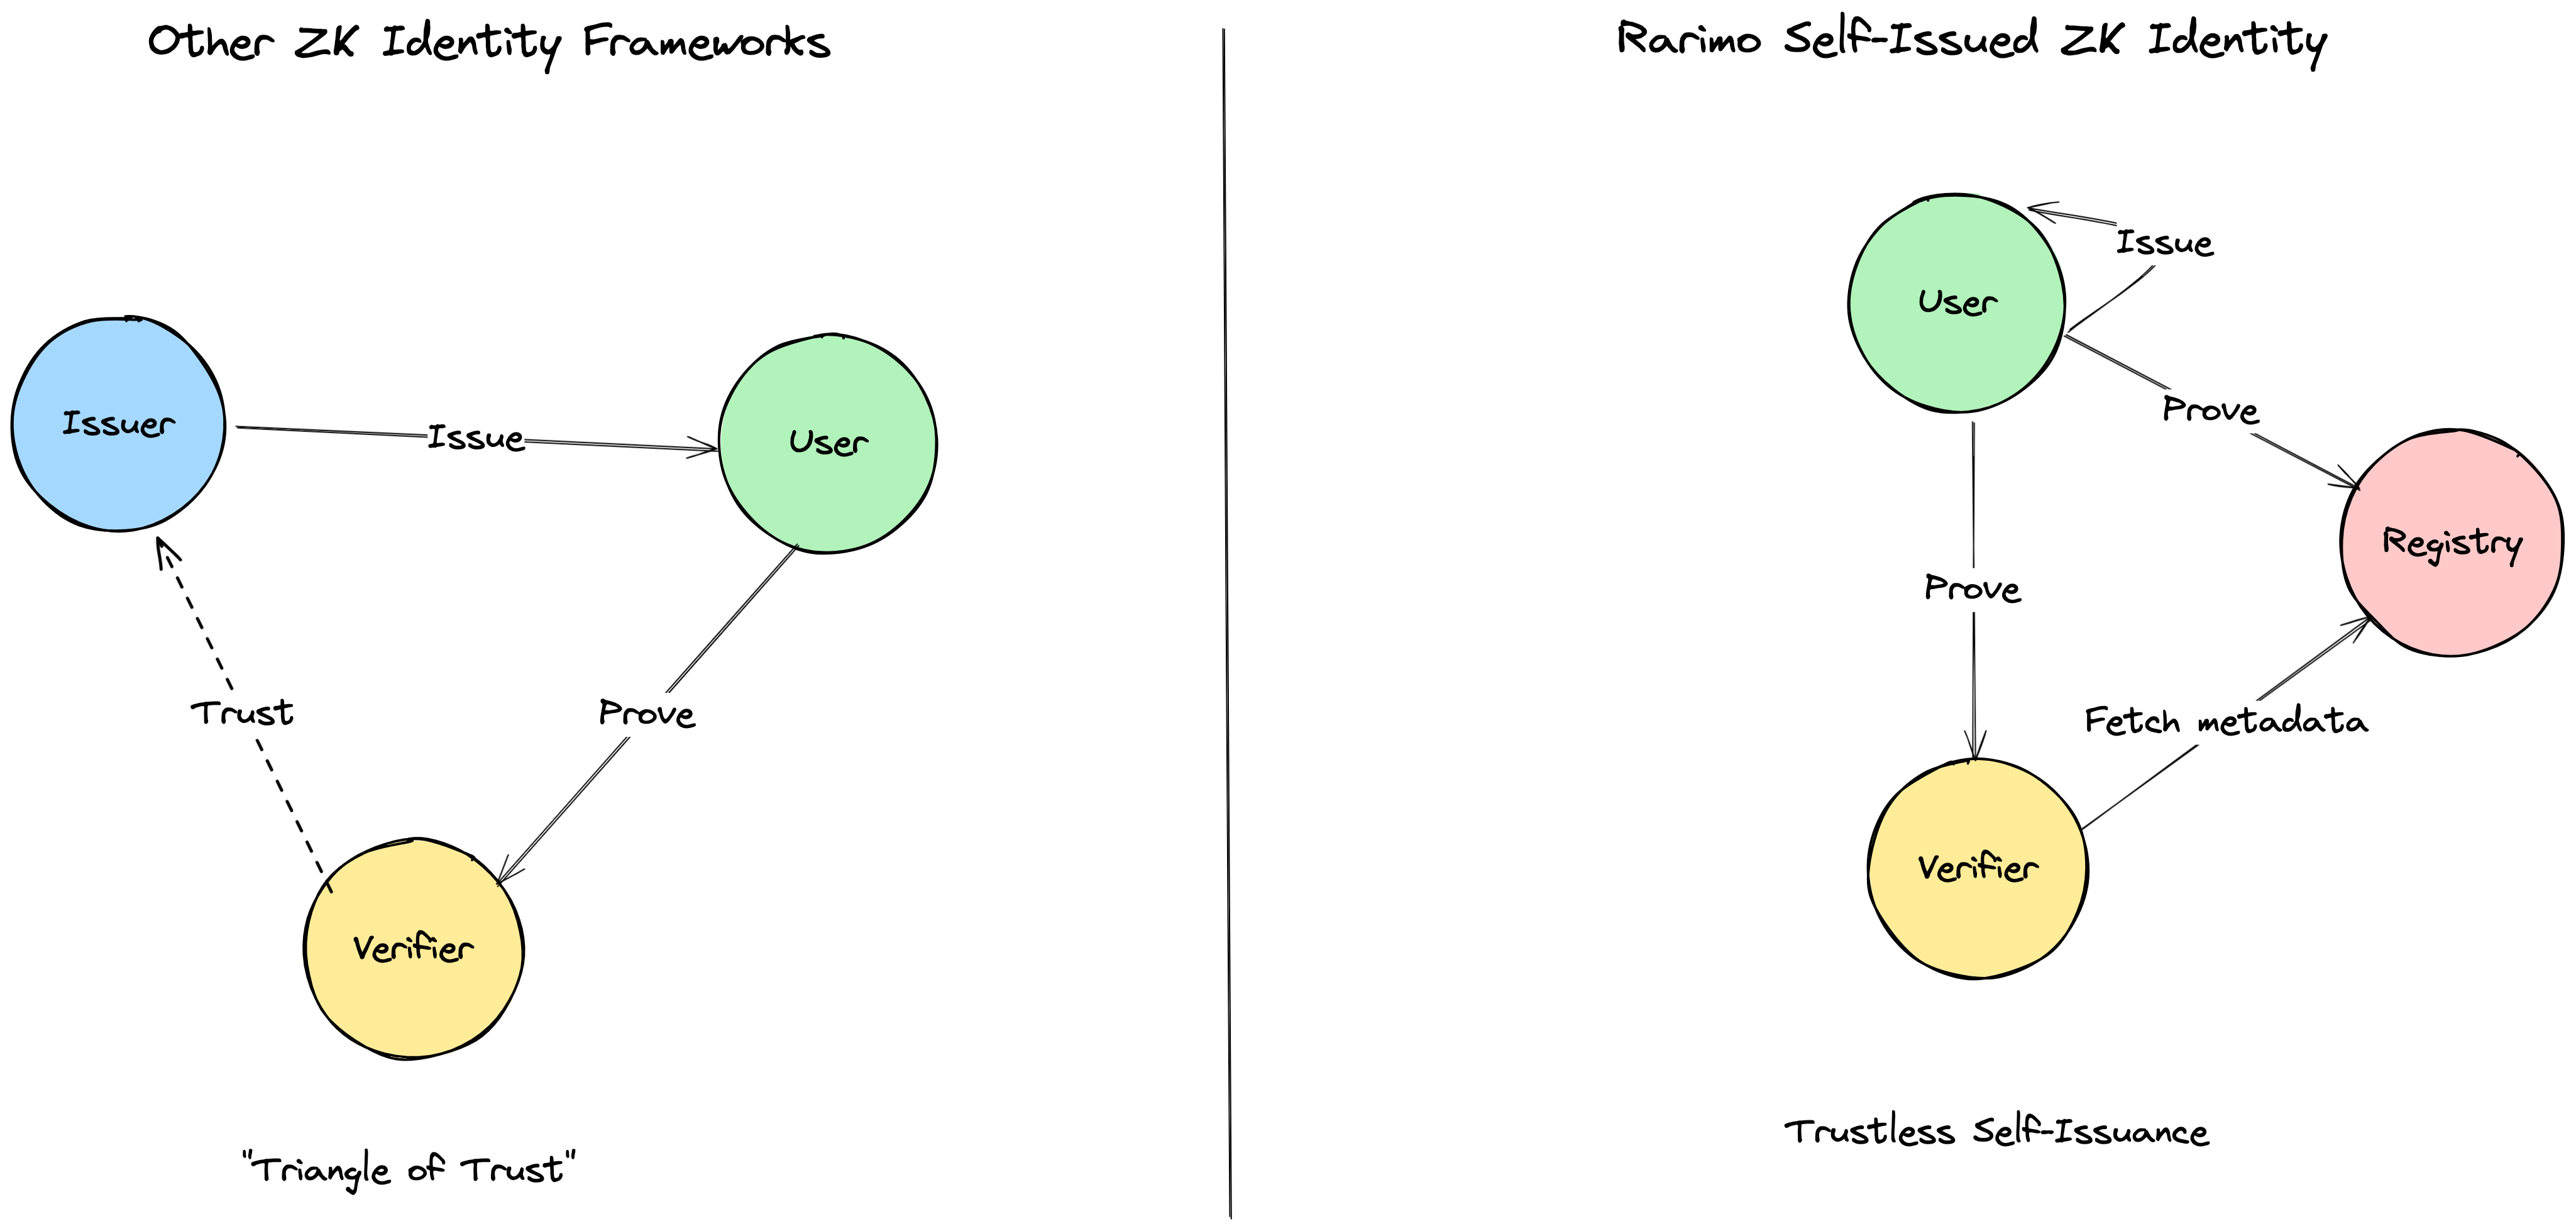 Other ZK Identity Frameworks
Issuer
Issue
User
Trust
Prove
Verifier
"Triangle of Trust"
Rarimo Self-Issued ZK Identity
User
Issue
Prove
Registry
Prove
Fetch metadata
Verifier
Trustless Self-Issuance